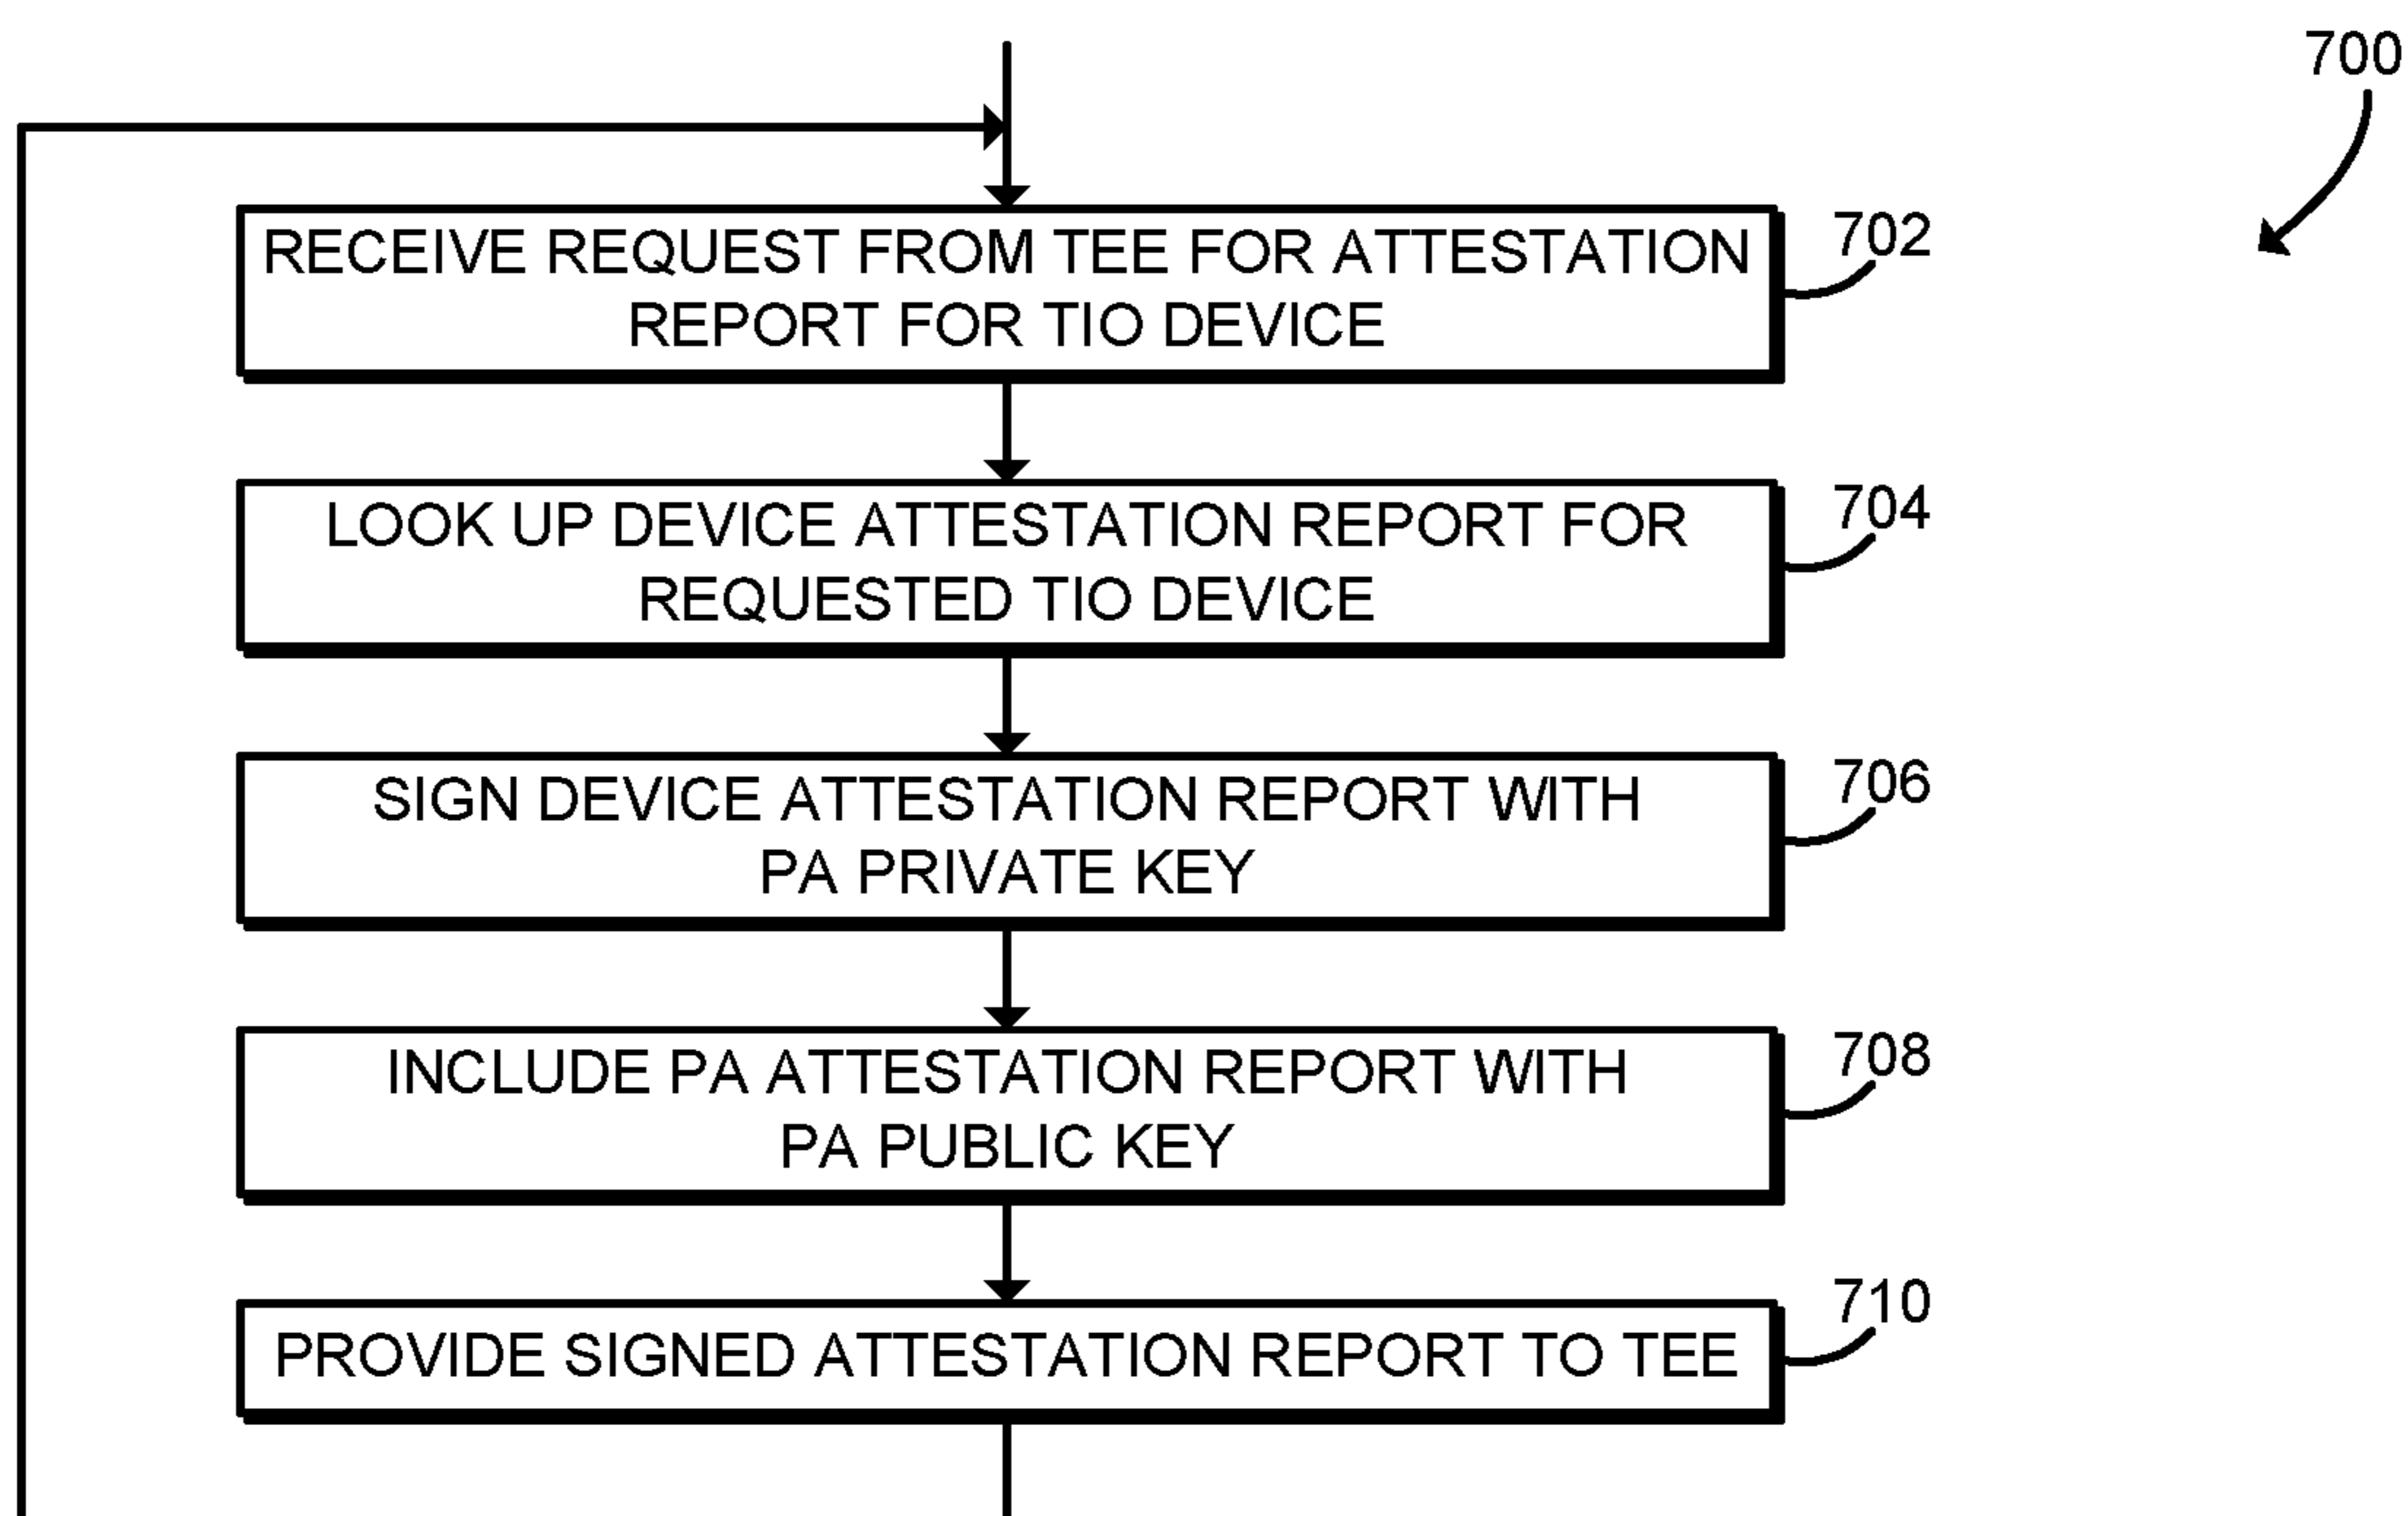 700
RECEIVE REQUEST FROM TEE FOR ATTESTATION
REPORT FOR TIO DEVICE
702
LOOK UP DEVICE ATTESTATION REPORT FOR
REQUESTED TIO DEVICE
704
SIGN DEVICE ATTESTATION REPORT WITH
PA PRIVATE KEY
706
INCLUDE PA ATTESTATION REPORT WITH
PA PUBLIC KEY
708
PROVIDE SIGNED ATTESTATION REPORT TO TEE
710